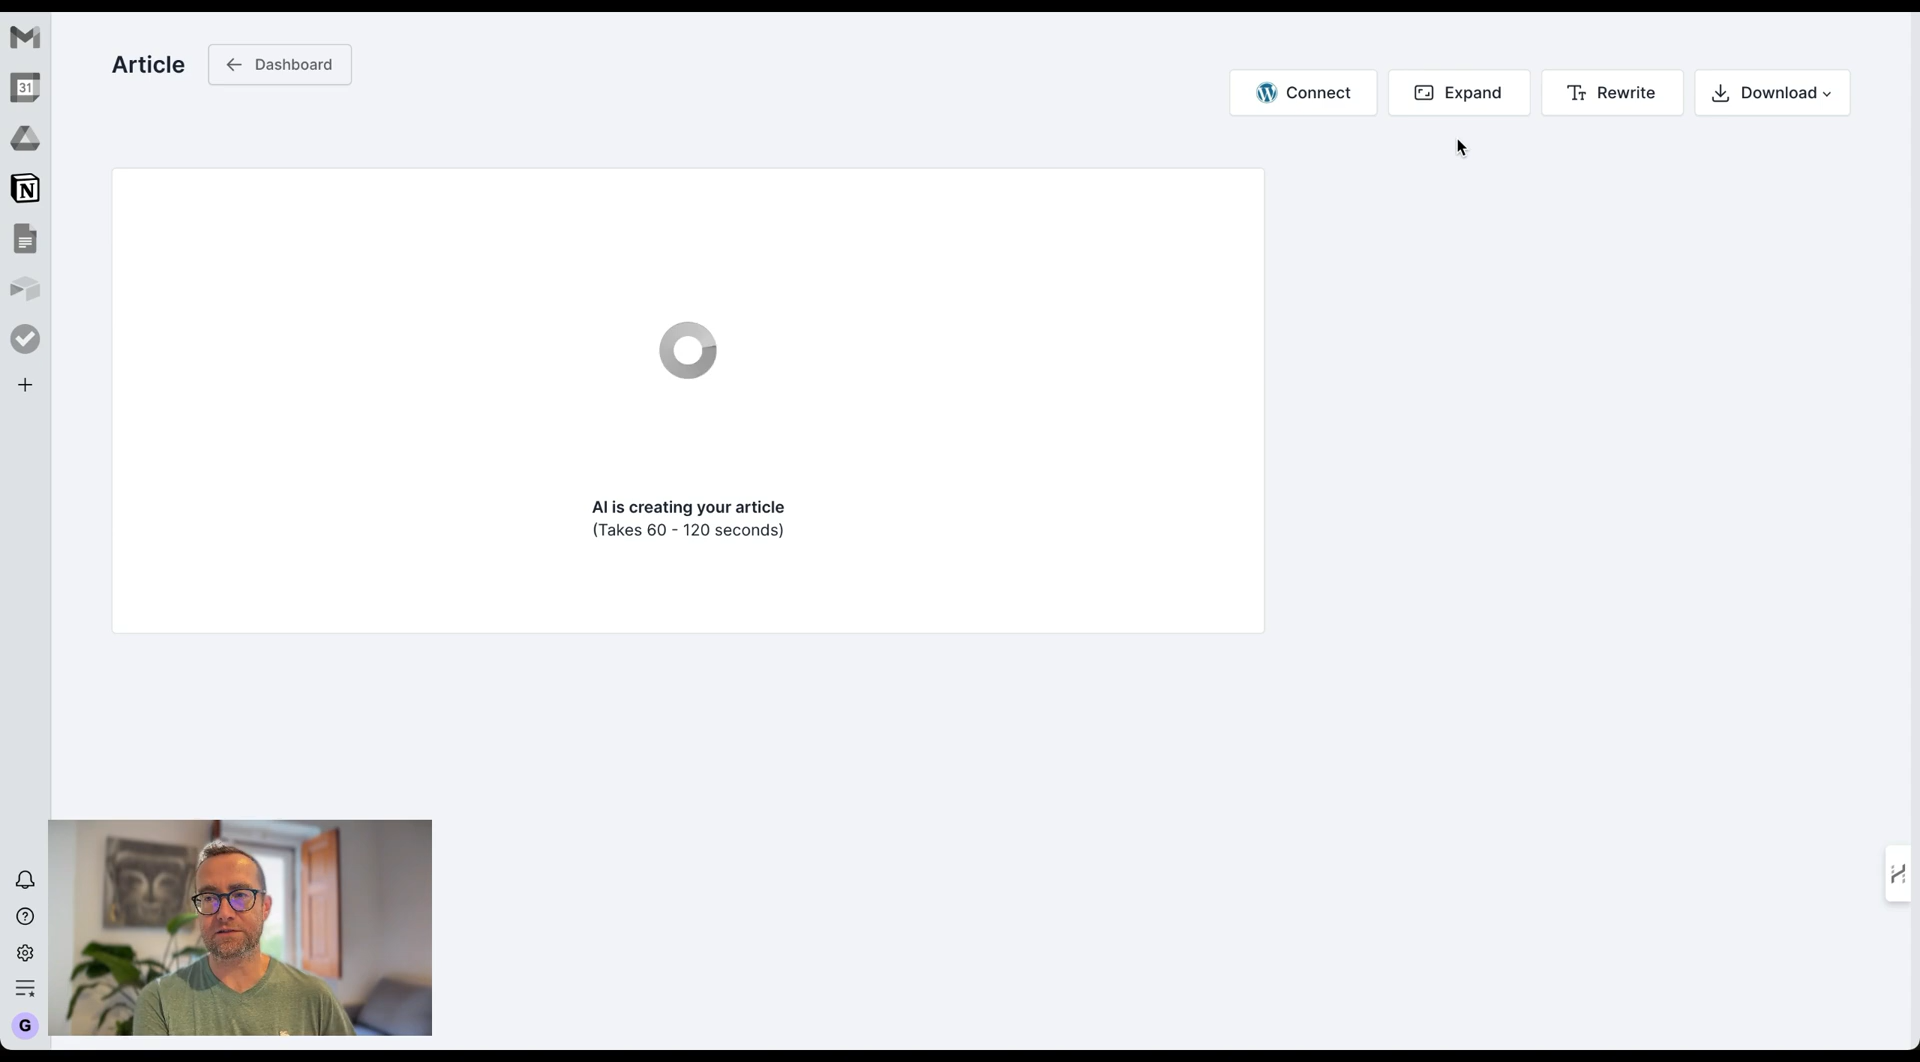 Article
Dashboard
Connect
Expand
Rewrite
Download
31
AI is creating your article
(Takes 60 - 120 seconds)
G